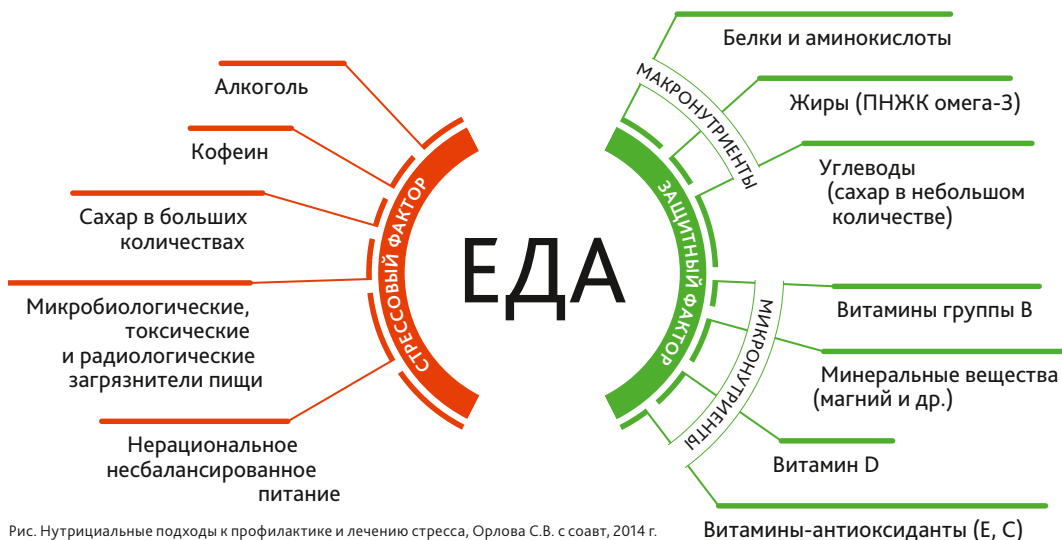 Алкоголь
Кофеин
Сахар в больших
количествах
Микробиологические,
токсические
и радиологические
загрязнители пищи
Нерациональное
несбалансированное
питание
СТРЕССОВЫЙ ФАКТОР
ЕДА
ЗАЩИТНЫЙ ФАКТОР
МАКРОНУТРИЕНТЫ
Белки и аминокислоты
Жиры (ПНЖК омега-3)
Углеводы
(сахар в небольшом
количестве)
МИКРОНУТРИЕНТЫ
Витамины группы В
Минеральные вещества
(магний и др.)
Витамин D
Витамины-антиоксиданты (Е, С)
Рис. Нутрициальные подходы к профилактике и лечению стресса, Орлова С.В. с соавт, 2014 г.